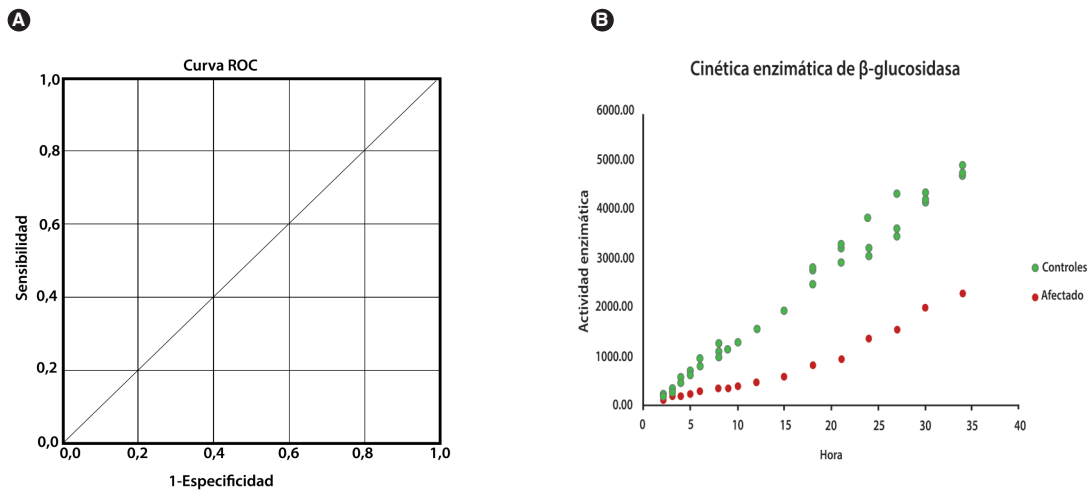 A
Curva ROC
Sensibilidad
1,0
0,8
0,6
0,4
0,2
0,0
0,0 0,2 0,4 0,6 0,8 1,0
1-Especificidad
B
Cinética enzimática de β-glucosidasa
Actividad enzimática
6000.00
5000.00
4000.00
3000.00
2000.00
1000.00
0.00
0 5 10 15 20 25 30 35 40
Hora
Controles
Afectado